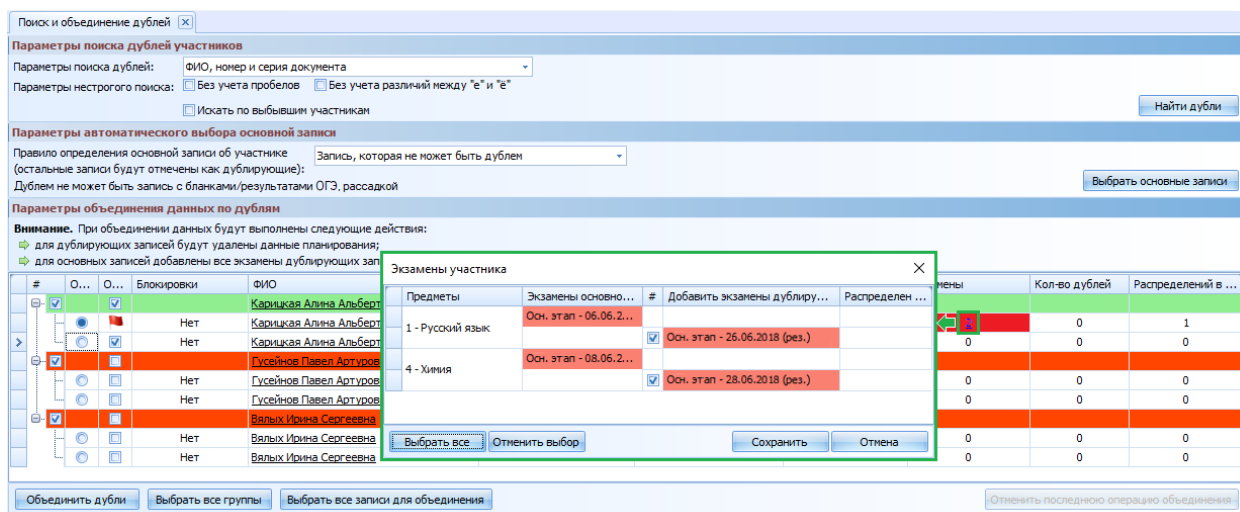 Поиск и объединение дублей
Параметры поиска дублей участников
Параметры поиска дублей: ФИО, номер и серия документа
Параметры нестрогого поиска: Без учета пробелов Без учета различий между "е" и "ё"
Искать по выбывшим участникам
Найти дубли
Параметры автоматического выбора основной записи
Правило определения основной записи об участнике Запись, которая не может быть дублем
(остальные записи будут отмечены как дублирующие):
Дублем не может быть запись с бланками/результатами ОГЭ, рассадкой
Выбрать основные записи
Параметры объединения данных по дублям
Внимание. При объединении данных будут выполнены следующие действия:
для дублирующих записей будут удалены данные планирования;
для основных записей добавлены все экзамены дублирующих зап
# О... О... Блокировки ФИО мены Кол-во дублей Распределений в ...
Карицкая Алина Альберт
Нет Карицкая Алина Альберт 0 1
Нет Карицкая Алина Альберт 0 0 0
Гусейнов Павел Артуров
Нет Гусейнов Павел Артуров 0 0 0
Нет Гусейнов Павел Артуров 0 0 0
Вялых Ирина Сергеевна
Нет Вялых Ирина Сергеевна 0 0 0
Нет Вялых Ирина Сергеевна 0 0 0
Экзамены участника
Предметы Экзамены основно... # Добавить экзамены дублиру... Распределен ...
1 - Русский язык Осн. этап - 06.06.2...
Осн. этап - 26.06.2018 (рез.)
4 - Химия Осн. этап - 08.06.2...
Осн. этап - 28.06.2018 (рез.)
Выбрать все Отменить выбор Сохранить Отмена
Объединить дубли Выбрать все группы Выбрать все записи для объединения Отменить последнюю операцию объединения